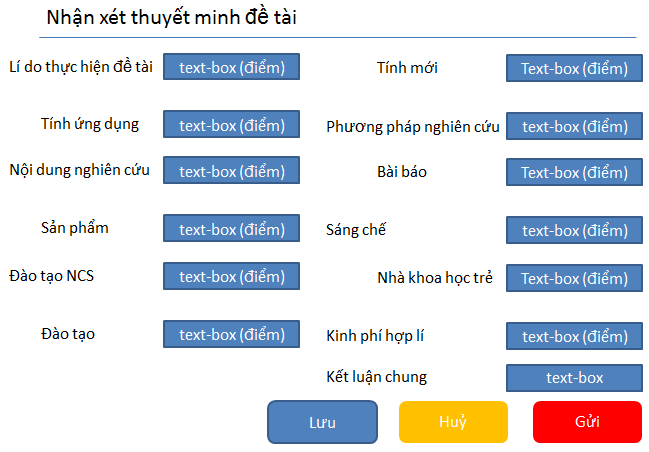 Nhận xét thuyết minh đề tài
Lí do thực hiện đề tài text-box (điểm) Tính mới Text-box (điểm)
Tính ứng dụng text-box (điểm) Phương pháp nghiên cứu text-box (điểm)
Nội dung nghiên cứu text-box (điểm) Bài báo Text-box (điểm)
Sản phẩm text-box (điểm) Sáng chế text-box (điểm)
Đào tạo NCS text-box (điểm) Nhà khoa học trẻ Text-box (điểm)
Đào tạo text-box (điểm) Kinh phí hợp lí text-box (điểm)
Kết luận chung text-box
Lưu Huỷ Gửi